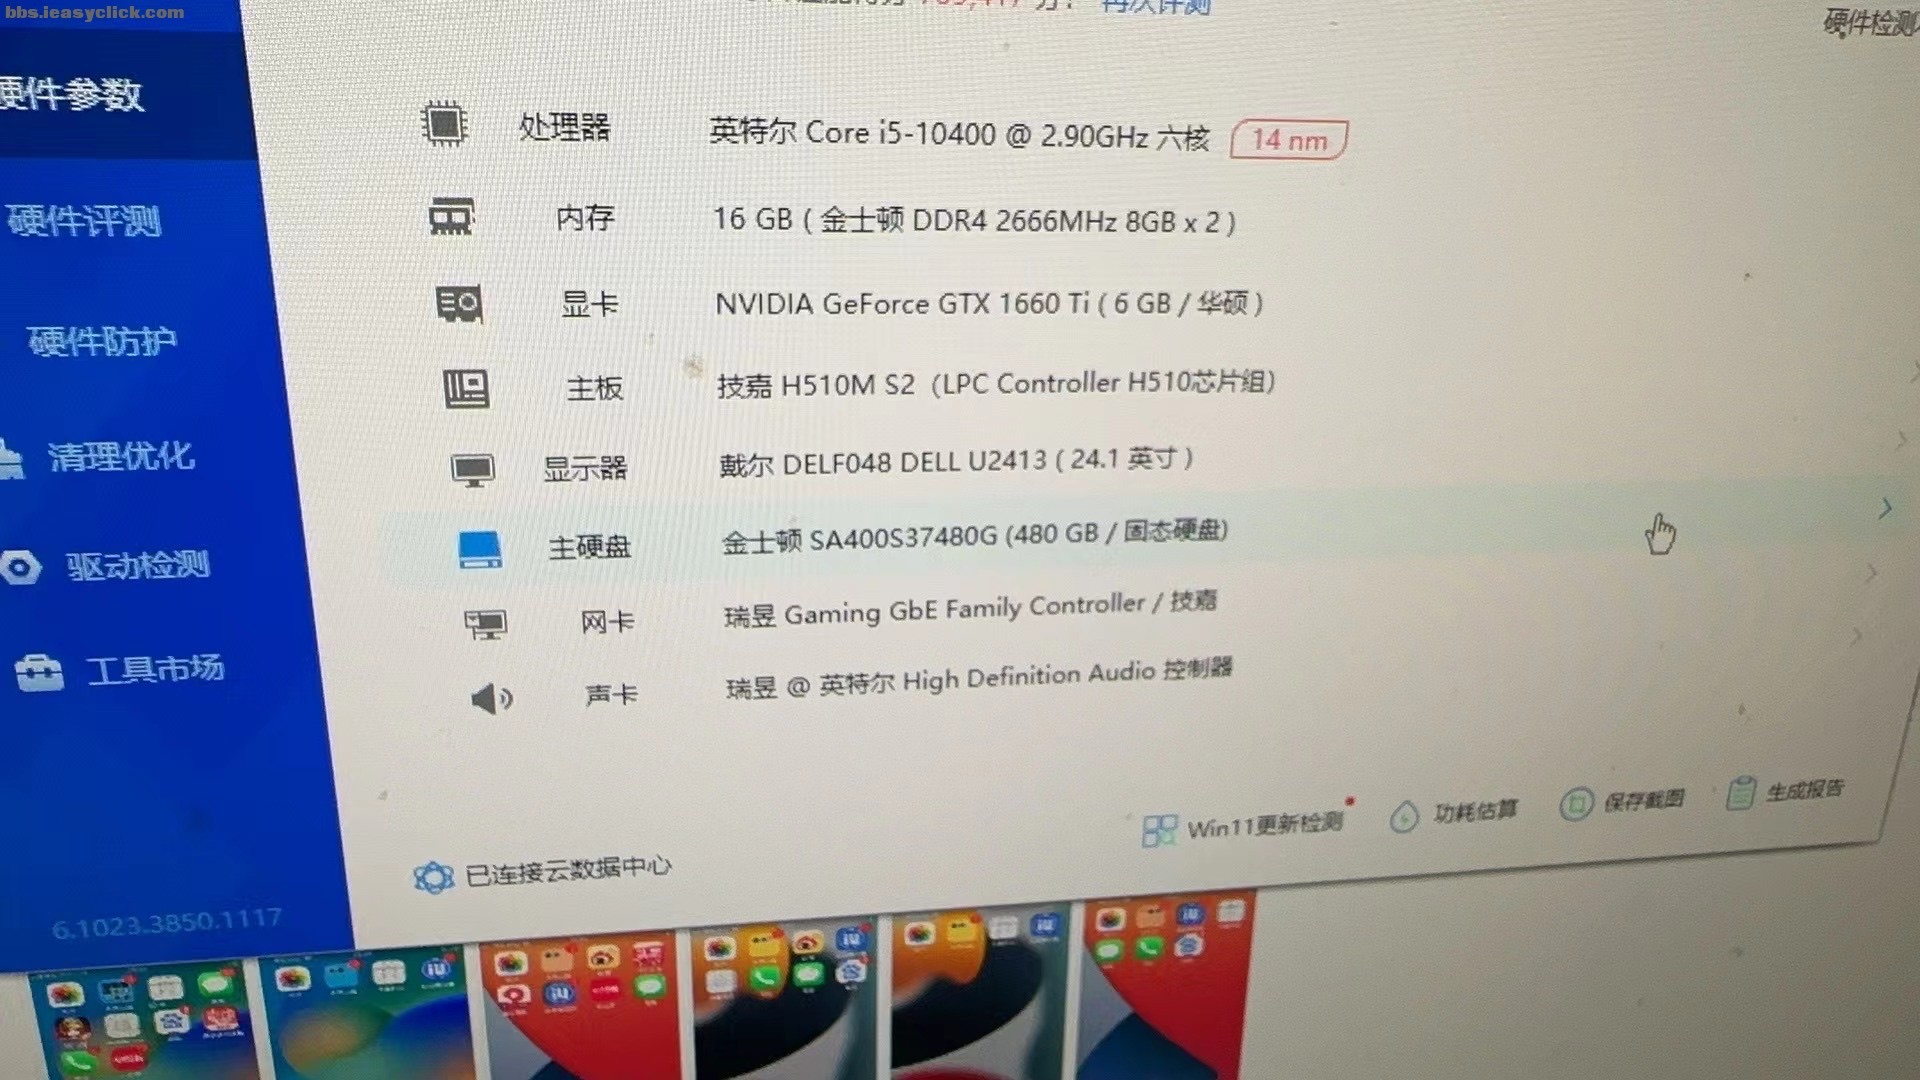 bbs.ieasyclick.com
再次评测
硬件检测
硬件参数
处理器 英特尔 Core i5-10400 @ 2.90GHz 六核 14 nm
硬件评测
内存 16 GB ( 金士顿 DDR4 2666MHz 8GB x 2 )
显卡 NVIDIA GeForce GTX 1660 Ti ( 6 GB / 华硕 )
硬件防护
主板 技嘉 H510M S2（LPC Controller H510芯片组）
清理优化
显示器 戴尔 DELF048 DELL U2413 ( 24.1 英寸 )
主硬盘 金士顿 SA400S37480G (480 GB / 固态硬盘)
驱动检测
网卡 瑞昱 Gaming GbE Family Controller / 技嘉
工具市场
声卡 瑞昱 @ 英特尔 High Definition Audio 控制器
Win11更新检测 功耗估算 保存截图 生成报告
已连接云数据中心
6.1023.3850.1117